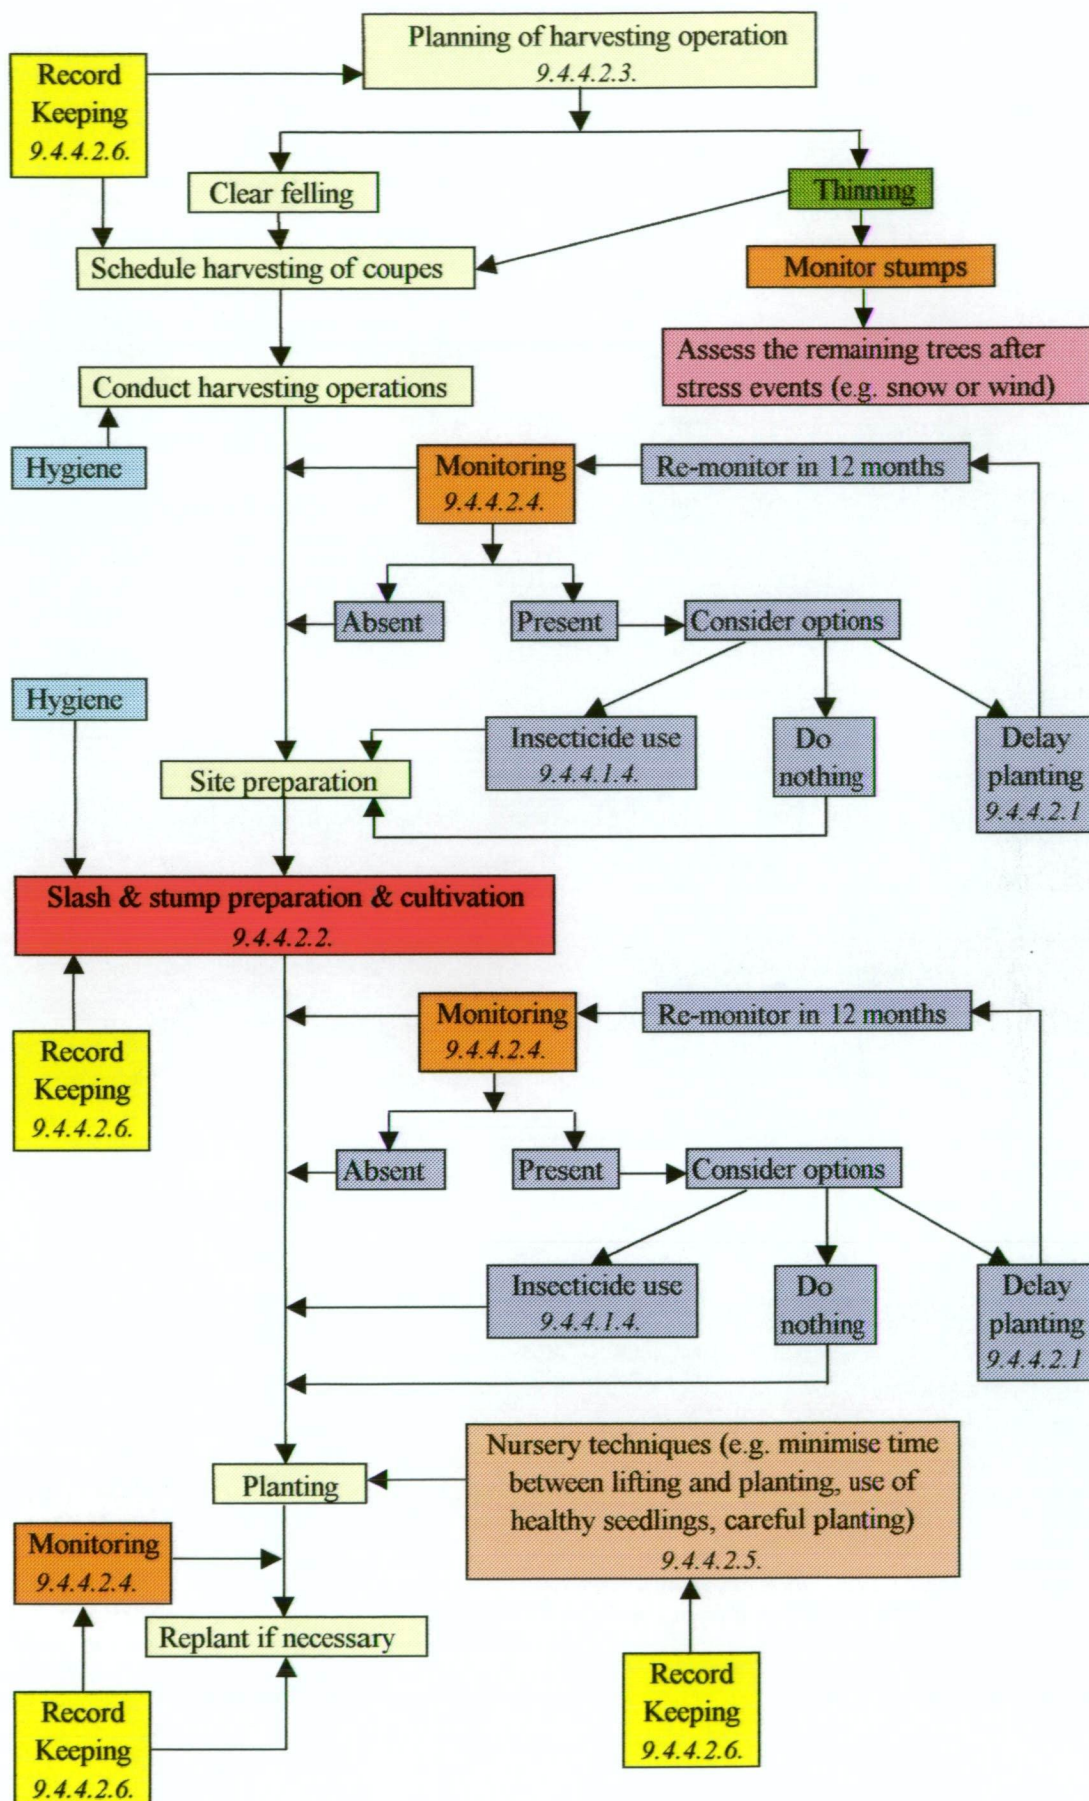 Planning of harvesting operation
9.4.4.2.3.
Record
Keeping
9.4.4.2.6.
Clear felling
Thinning
Schedule harvesting of coupes
Monitor stumps
Assess the remaining trees after
stress events (e.g. snow or wind)
Conduct harvesting operations
Hygiene
Monitoring
9.4.4.2.4.
Re-monitor in 12 months
Absent
Present
Consider options
Hygiene
Insecticide use
9.4.4.1.4.
Do
nothing
Delay
planting
9.4.4.2.1
Site preparation
Slash & stump preparation & cultivation
9.4.4.2.2.
Record
Keeping
9.4.4.2.6.
Monitoring
9.4.4.2.4.
Re-monitor in 12 months
Absent
Present
Consider options
Insecticide use
9.4.4.1.4.
Do
nothing
Delay
planting
9.4.4.2.1
Planting
Nursery techniques (e.g. minimise time
between lifting and planting, use of
healthy seedlings, careful planting)
9.4.4.2.5.
Monitoring
9.4.4.2.4.
Replant if necessary
Record
Keeping
9.4.4.2.6.
Record
Keeping
9.4.4.2.6.